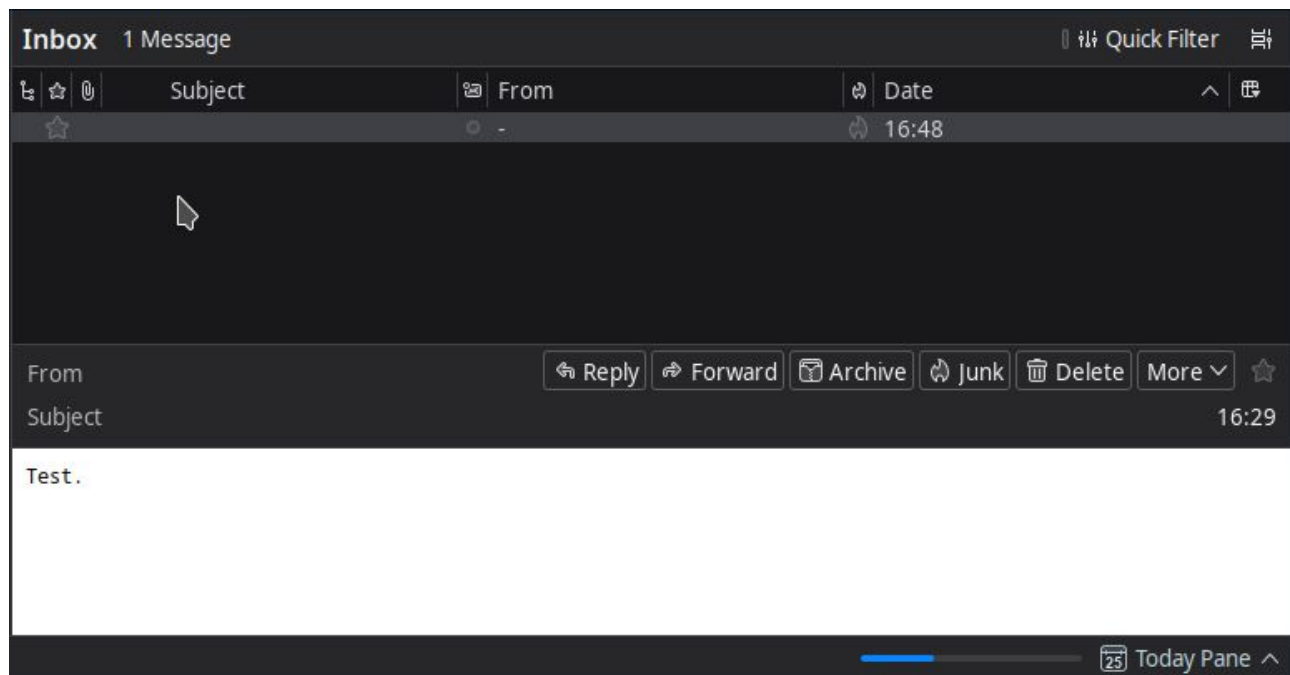 Inbox 1 Message Quick Filter
Subject From Date
- 16:48
From Reply Forward Archive Junk Delete More
Subject 16:29
Test.
25 Today Pane